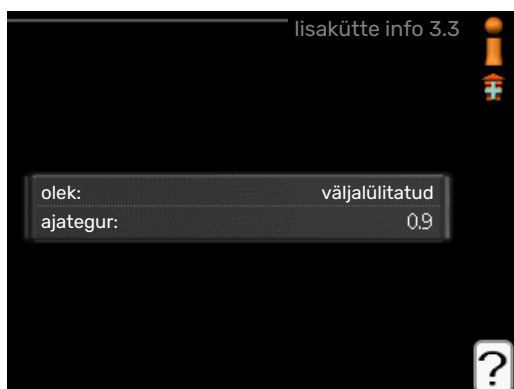 lisakütte info 3.3
olek: väljalülitatud
ajategur: 0.9
?